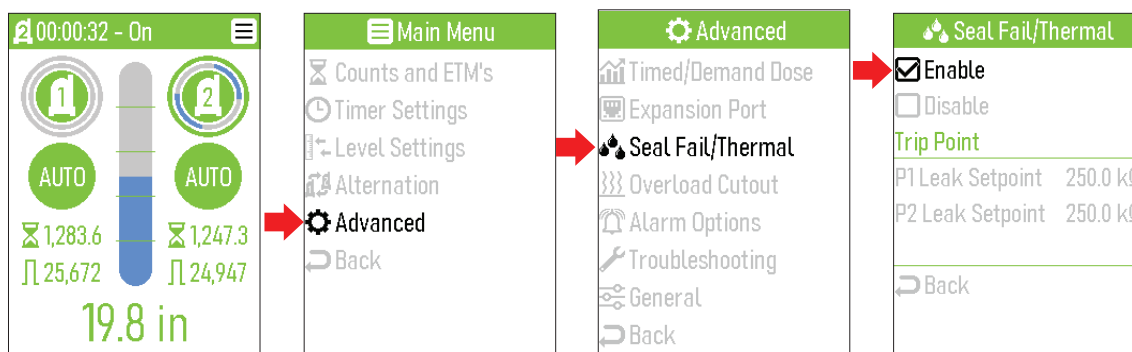 2 00:00:32 - On
1
2
AUTO
AUTO
1,283.6
1,247.3
25,672
24,947
19.8 in
Main Menu
Counts and ETM's
Timer Settings
Level Settings
Alternation
Advanced
Back
Advanced
Timed/Demand Dose
Expansion Port
Seal Fail/Thermal
Overload Cutout
Alarm Options
Troubleshooting
General
Back
Seal Fail/Thermal
Enable
Disable
Trip Point
P1 Leak Setpoint 250.0 kΩ
P2 Leak Setpoint 250.0 kΩ
Back